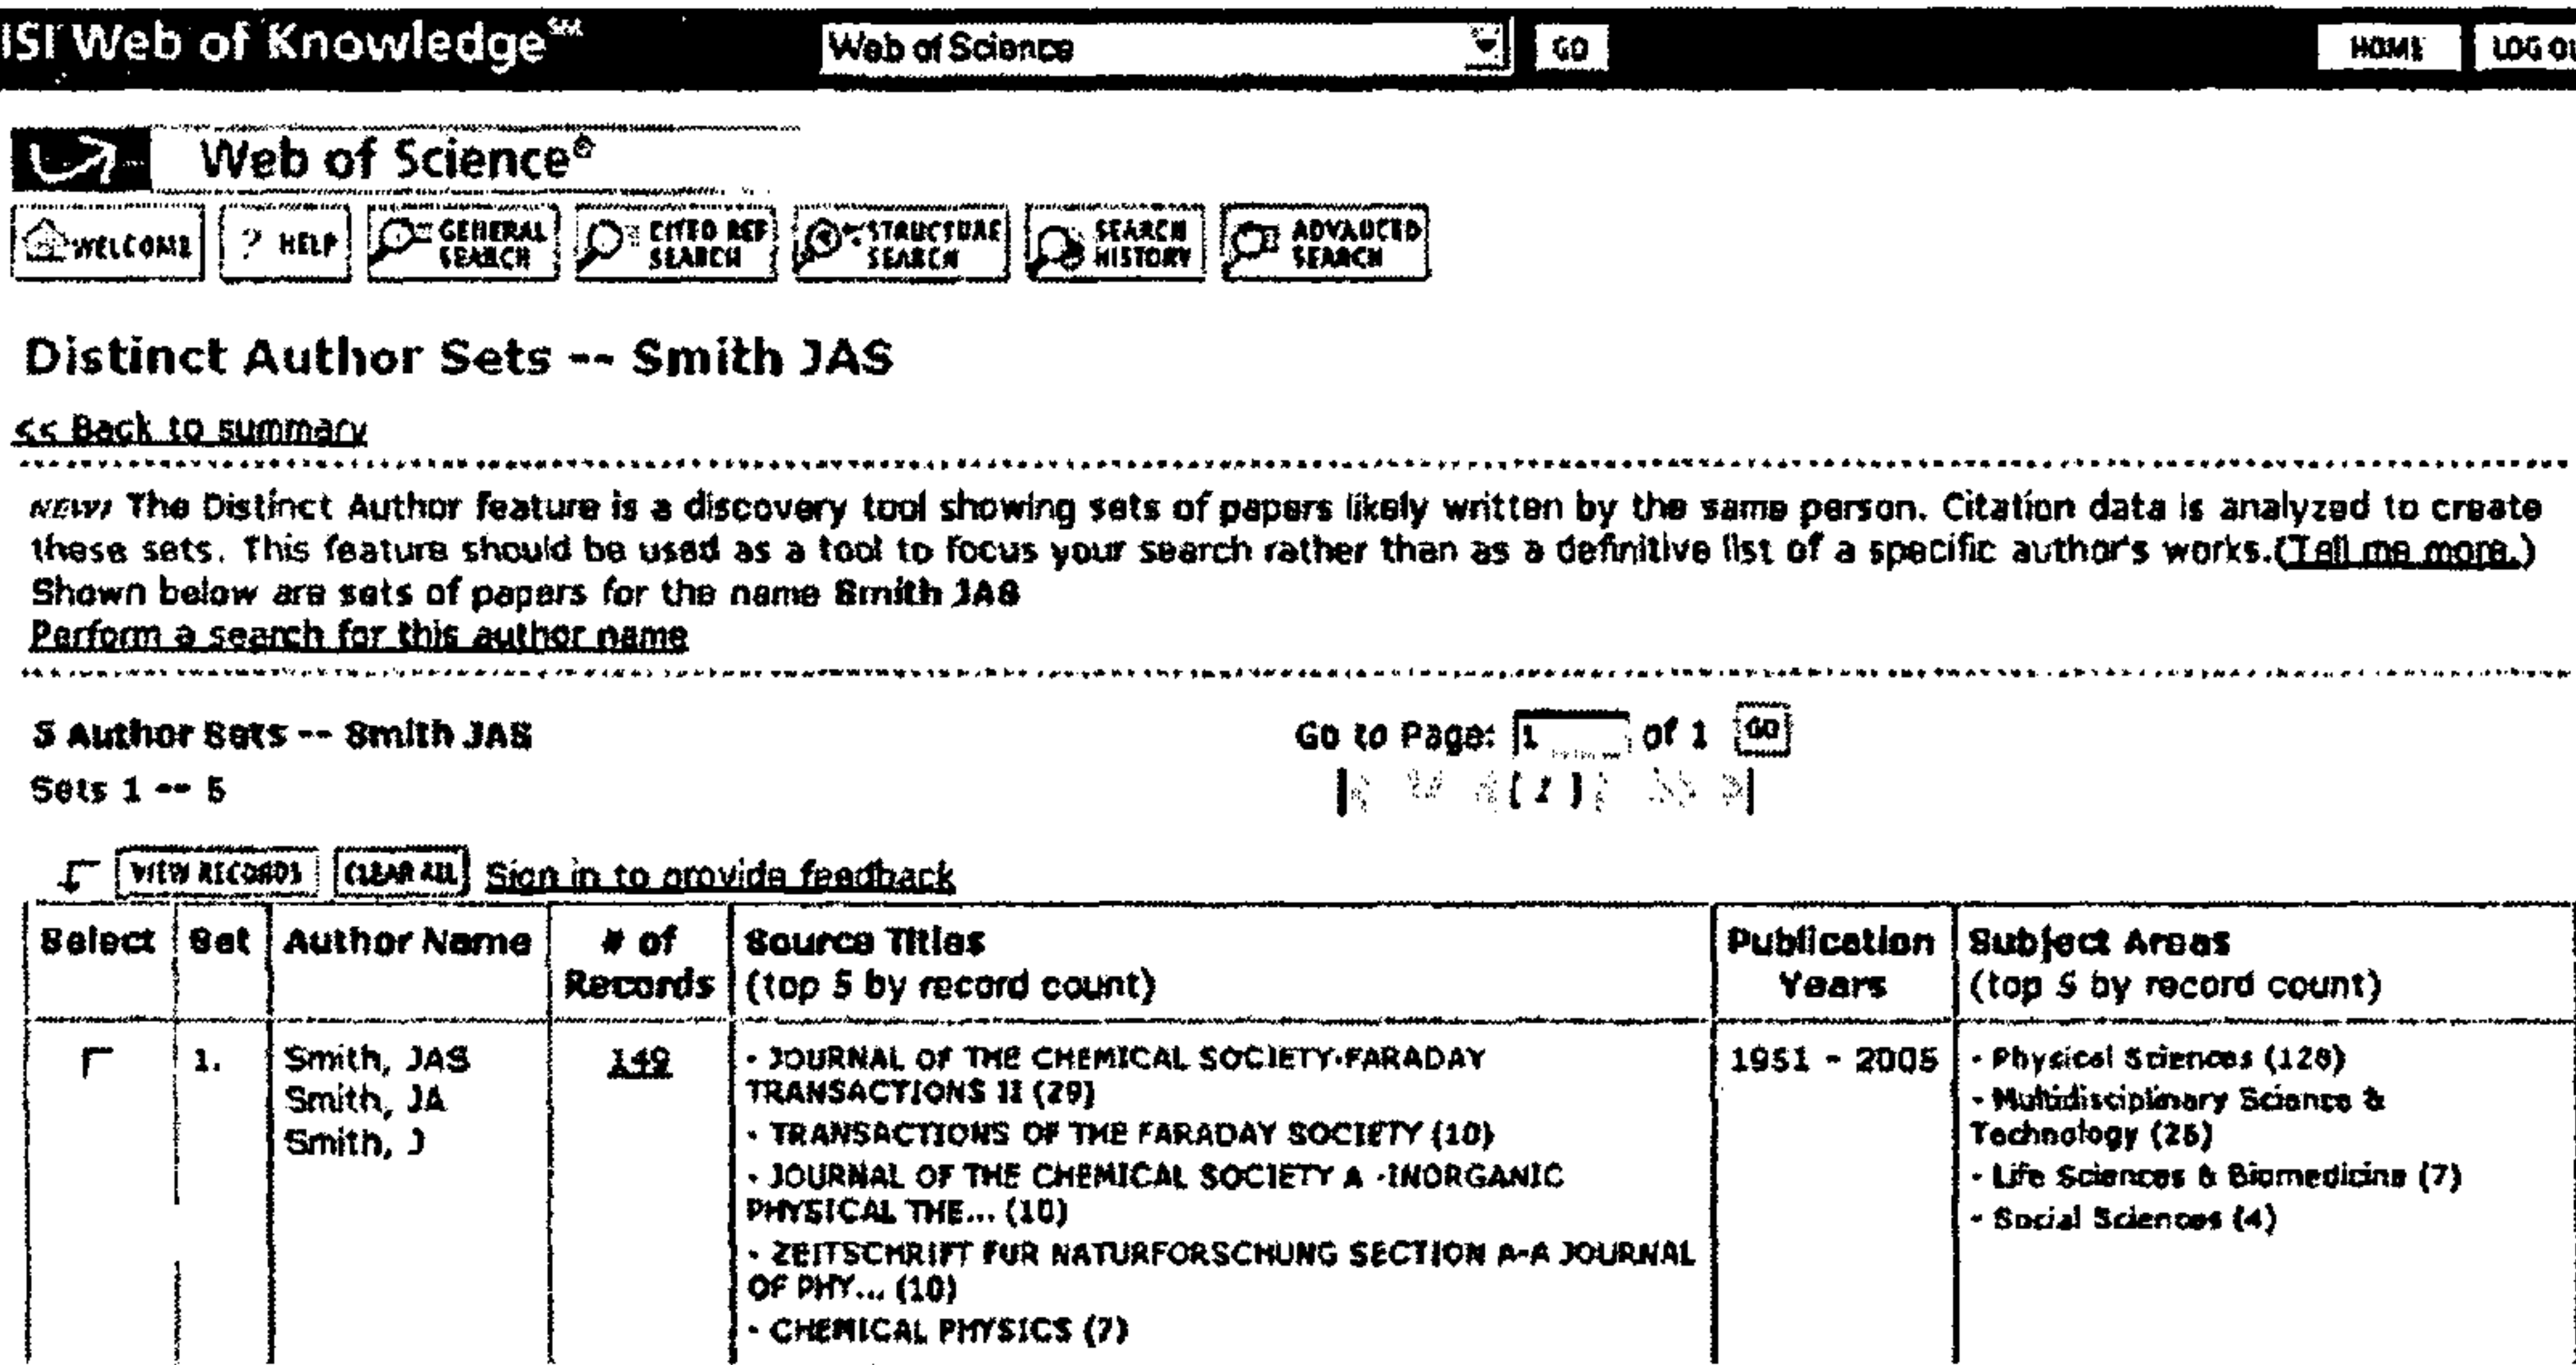 ISI Web of Knowledge℠ Web of Science GO HOME LOG OU
Web of Science®
WELCOME ? HELP GENERAL SEARCH CITED REF SEARCH STRUCTURE SEARCH SEARCH HISTORY ADVANCED SEARCH
Distinct Author Sets -- Smith JAS
<< Back to summary
NEW! The Distinct Author feature is a discovery tool showing sets of papers likely written by the same person. Citation data is analyzed to create
these sets. This feature should be used as a tool to focus your search rather than as a definitive list of a specific author's works.(Tell me more.)
Shown below are sets of papers for the name Smith JAS
Perform a search for this author name
5 Author Sets -- Smith JAS Go to Page: 1 of 1 GO
Sets 1 -- 5 [ 1 ]
VIEW RECORDS CLEAR ALL Sign in to provide feedback
Select Set Author Name # of Records Source Titles (top 5 by record count) Publication Years Subject Areas (top 5 by record count)
1. Smith, JAS 149 - JOURNAL OF THE CHEMICAL SOCIETY-FARADAY 1951 - 2005 - Physical Sciences (128)
Smith, JA TRANSACTIONS II (29) - Multidisciplinary Science &
Smith, J - TRANSACTIONS OF THE FARADAY SOCIETY (10) Technology (26)
- JOURNAL OF THE CHEMICAL SOCIETY A -INORGANIC - Life Sciences & Biomedicine (7)
PHYSICAL THE... (10) - Social Sciences (4)
- ZEITSCHRIFT FUR NATURFORSCHUNG SECTION A-A JOURNAL
OF PHY... (10)
- CHEMICAL PHYSICS (7)